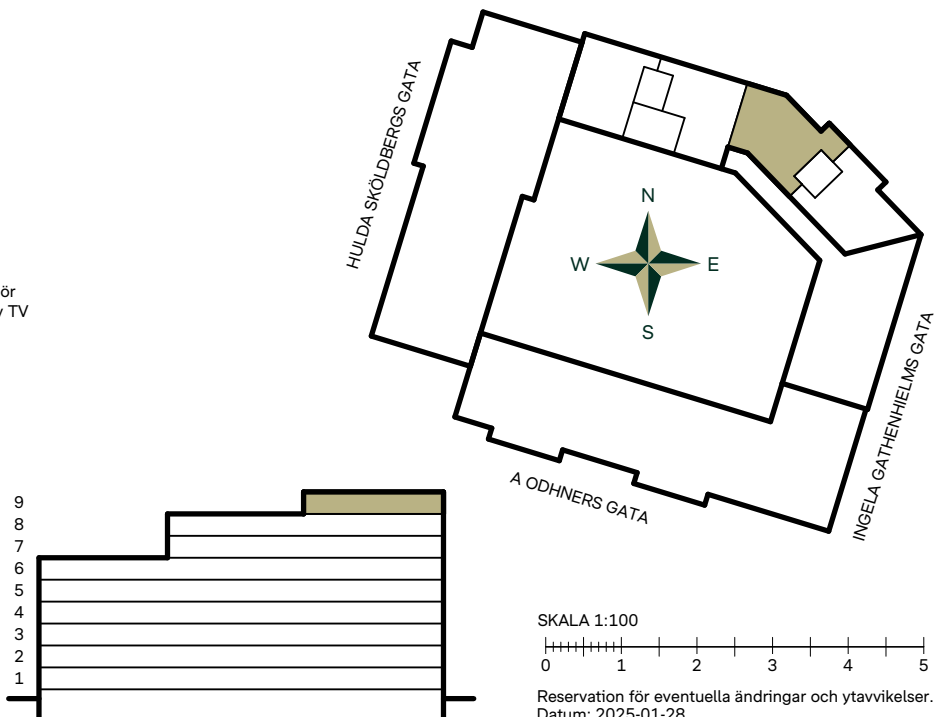 HULDA SKÖLDBERGS GATA
N
W
E
S
ör
v TV
INGELA GATHENHIELMS GATA
A ODHNERS GATA
9
8
7
6
5
4
3
2
1
SKALA 1:100
0 1 2 3 4 5
Reservation för eventuella ändringar och ytavvikelser.
Datum: 2025-01-28